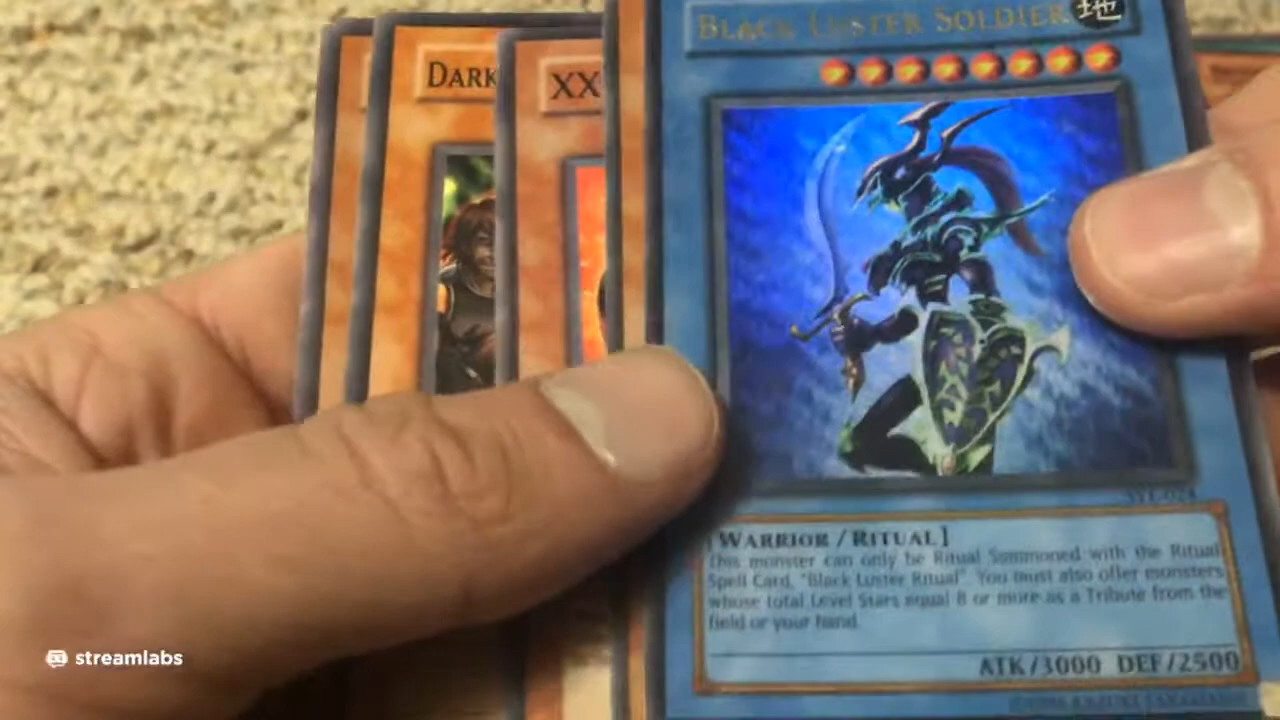 BLACK LUSTER SOLDIER 地
DARK
XX
SYE-024
[WARRIOR / RITUAL]
This monster can only be Ritual Summoned with the Ritual
Spell Card, "Black Luster Ritual". You must also offer monsters
whose total Level Stars equal 8 or more as a Tribute from the
field or your hand.
ATK/3000 DEF/2500
streamlabs